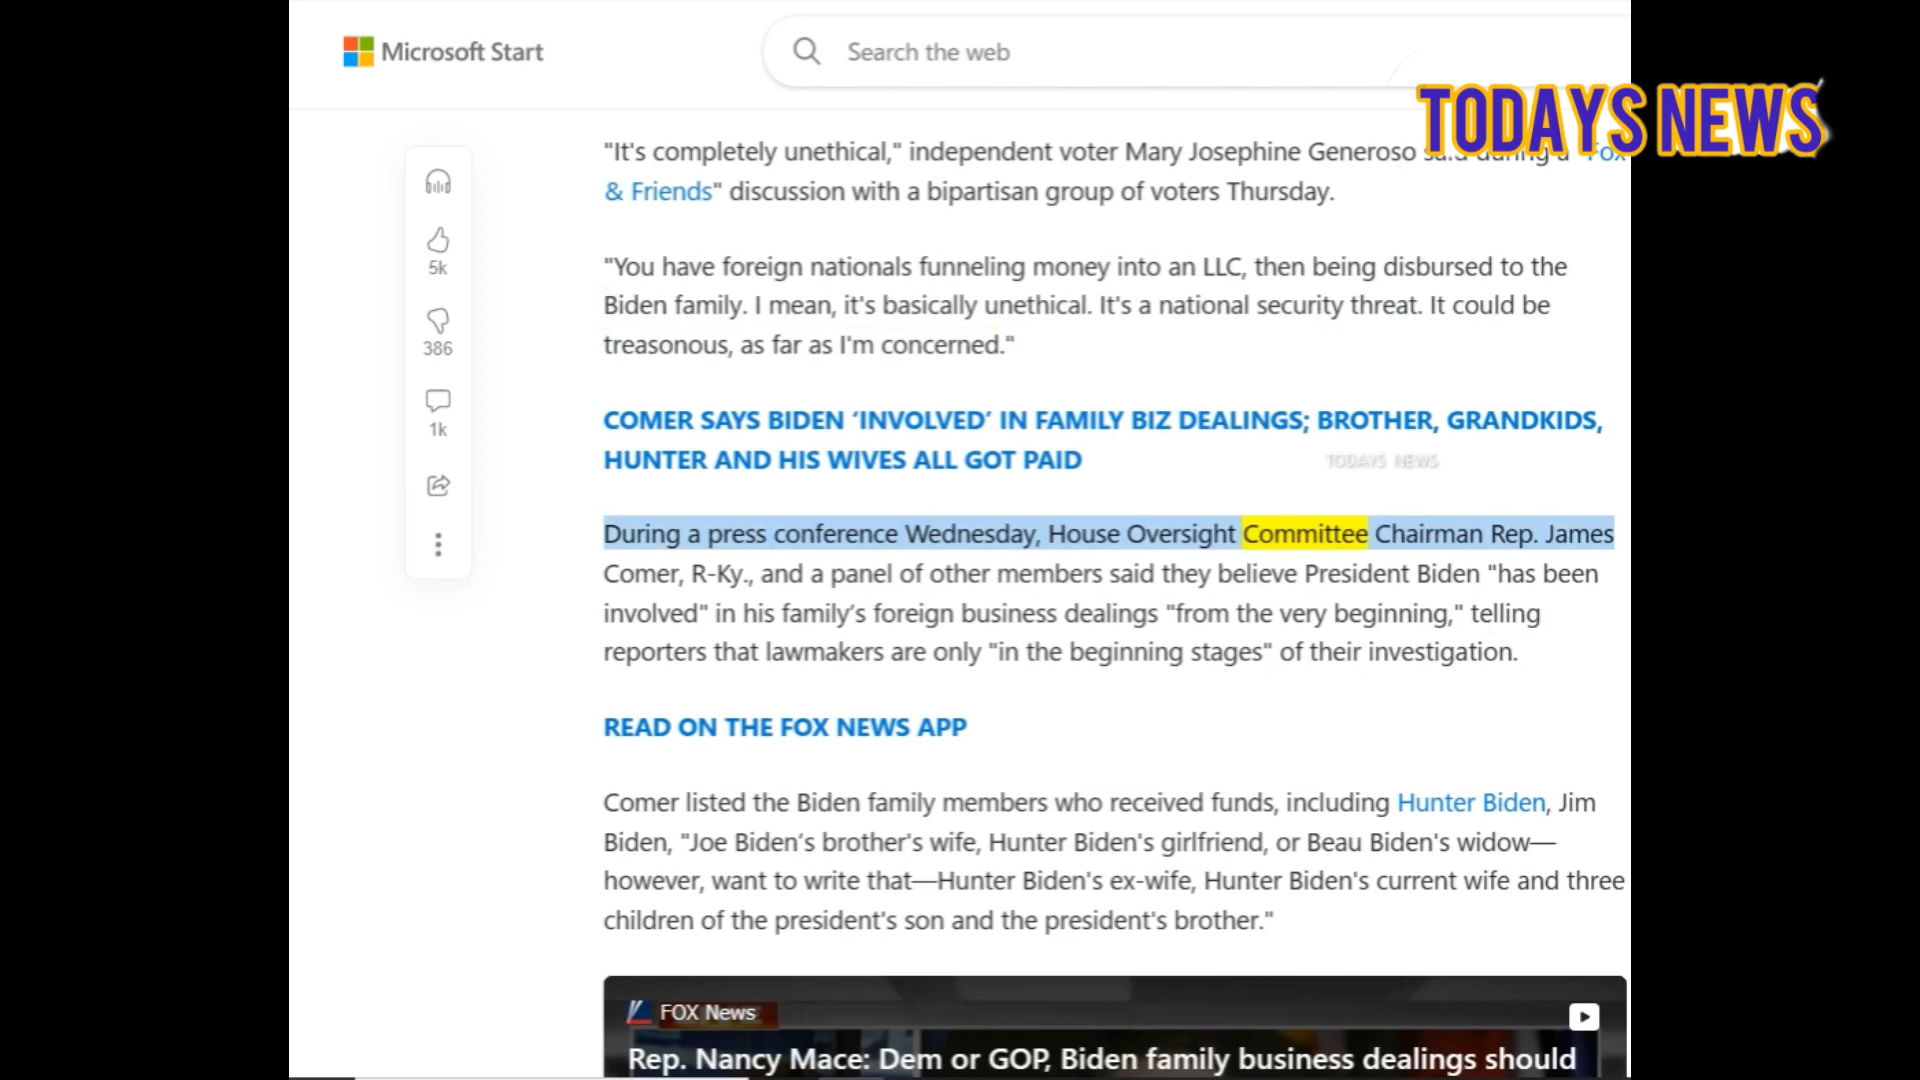 Microsoft Start
Search the web
TODAYS NEWS
"It's completely unethical," independent voter Mary Josephine Generoso said during a "Fox
& Friends" discussion with a bipartisan group of voters Thursday.
"You have foreign nationals funneling money into an LLC, then being disbursed to the
Biden family. I mean, it's basically unethical. It's a national security threat. It could be
treasonous, as far as I'm concerned."
5k
386
1k
COMER SAYS BIDEN ‘INVOLVED’ IN FAMILY BIZ DEALINGS; BROTHER, GRANDKIDS,
HUNTER AND HIS WIVES ALL GOT PAID
TODAYS NEWS
During a press conference Wednesday, House Oversight Committee Chairman Rep. James
Comer, R-Ky., and a panel of other members said they believe President Biden "has been
involved" in his family’s foreign business dealings "from the very beginning," telling
reporters that lawmakers are only "in the beginning stages" of their investigation.
READ ON THE FOX NEWS APP
Comer listed the Biden family members who received funds, including Hunter Biden, Jim
Biden, "Joe Biden’s brother's wife, Hunter Biden's girlfriend, or Beau Biden's widow—
however, want to write that—Hunter Biden's ex-wife, Hunter Biden's current wife and three
children of the president's son and the president's brother."
FOX News
Rep. Nancy Mace: Dem or GOP, Biden family business dealings should